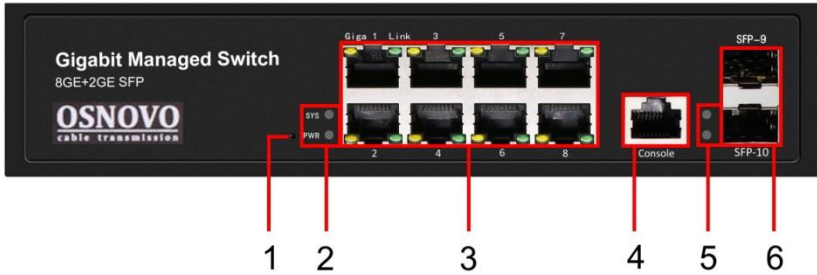 Giga 1 Link 3 5 7
SFP-9
Gigabit Managed Switch
8GE+2GE SFP
OSNOVO
cable transmission
SYS
PWR
2 4 6 8
Console
SFP-10
1 2 3 4 5 6